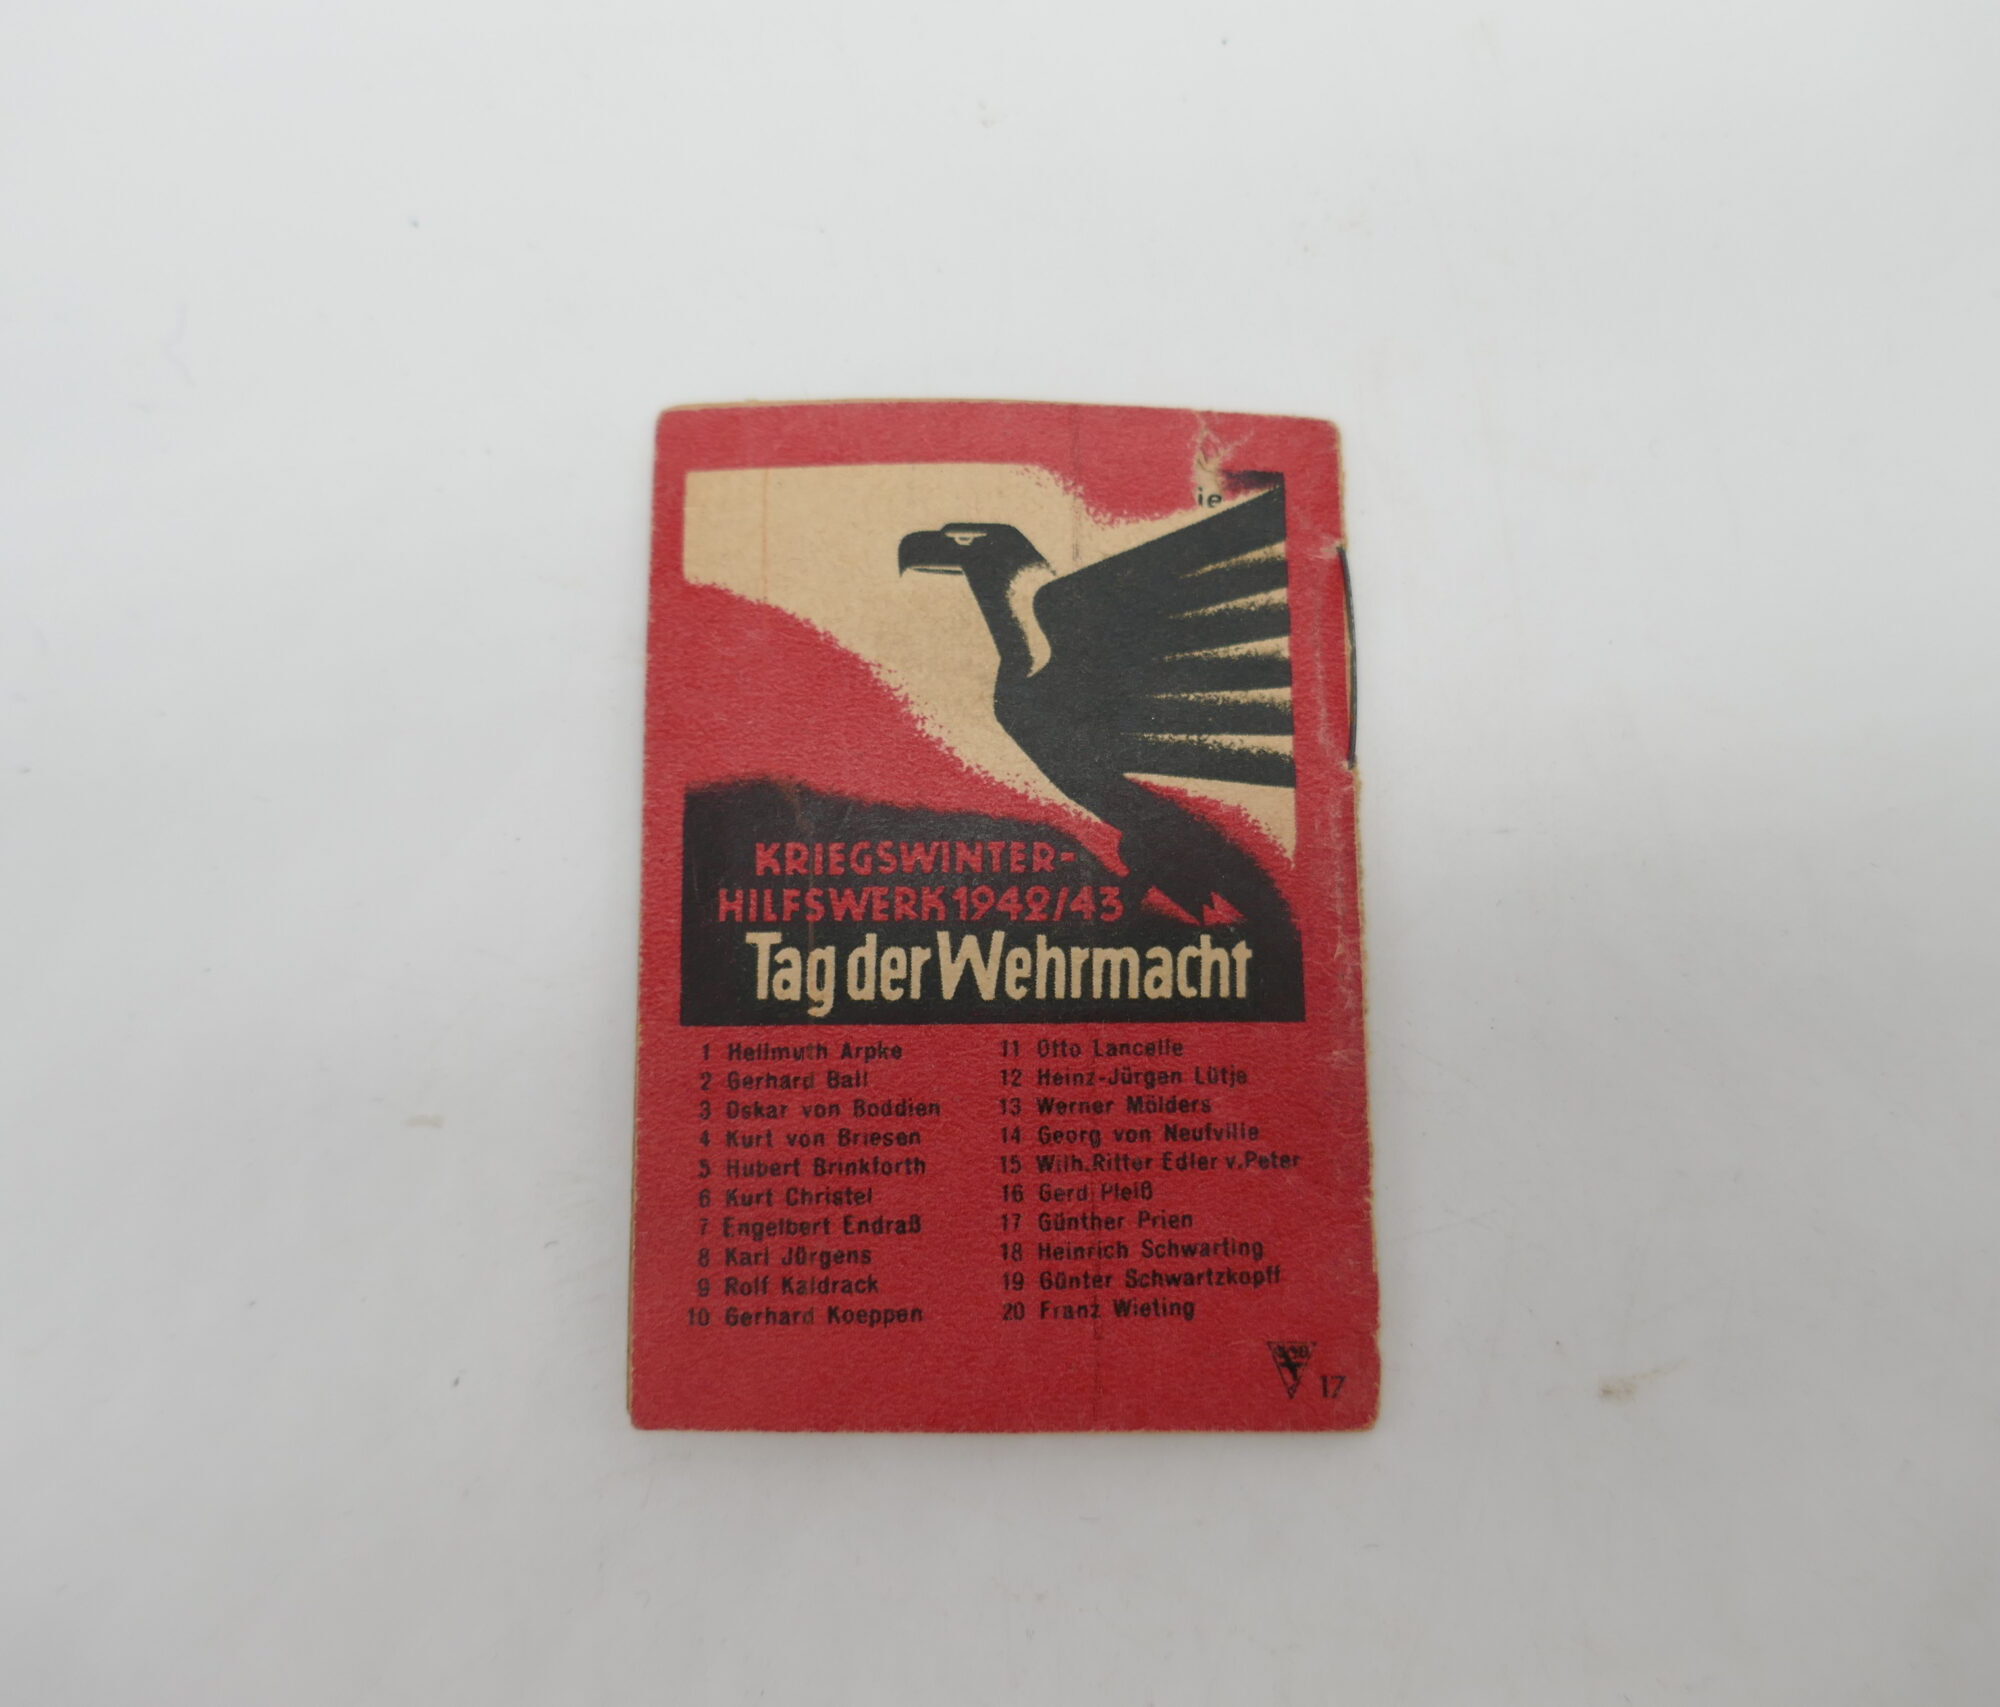 ie
KRIEGSWINTER-
HILFSWERK 1942/43
Tag der Wehrmacht
1 Hellmuth Arpke
2 Gerhard Ball
3 Oskar von Boddien
4 Kurt von Briesen
5 Hubert Brinkforth
6 Kurt Christel
7 Engelbert Endraß
8 Karl Jürgens
9 Rolf Kaldrack
10 Gerhard Koeppen
11 Otto Lancelle
12 Heinz-Jürgen Lütje
13 Werner Mölders
14 Georg von Neufville
15 Wilh.Ritter Edler v.Peter
16 Gerd Pleiß
17 Günther Prien
18 Heinrich Schwarting
19 Günter Schwartzkopff
20 Franz Wieting
17